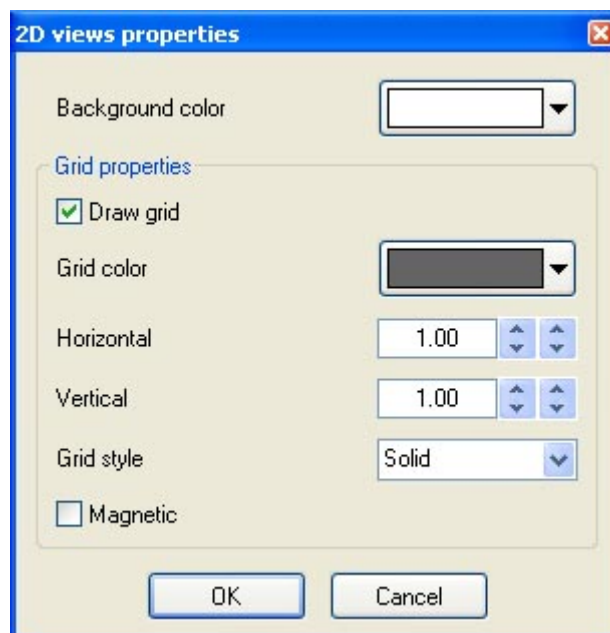 2D views properties
Background color
Grid properties
Draw grid
Grid color
Horizontal 1.00
Vertical 1.00
Grid style Solid
Magnetic
OK Cancel